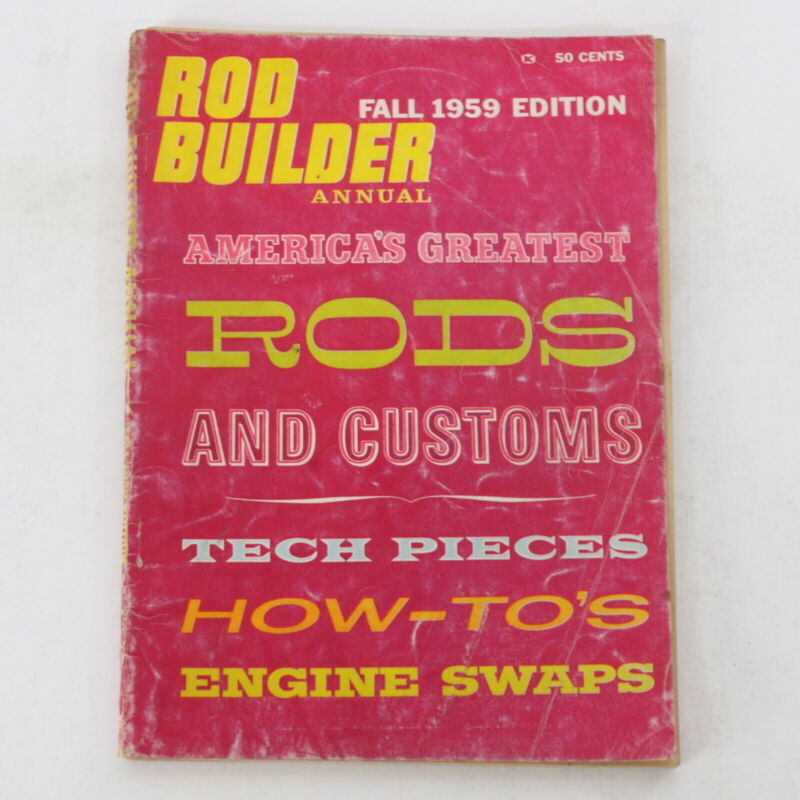 K 50 CENTS
ROD
BUILDER
ANNUAL
FALL 1959 EDITION
AMERICA'S GREATEST
RODS
AND CUSTOMS
TECH PIECES
HOW-TO'S
ENGINE SWAPS